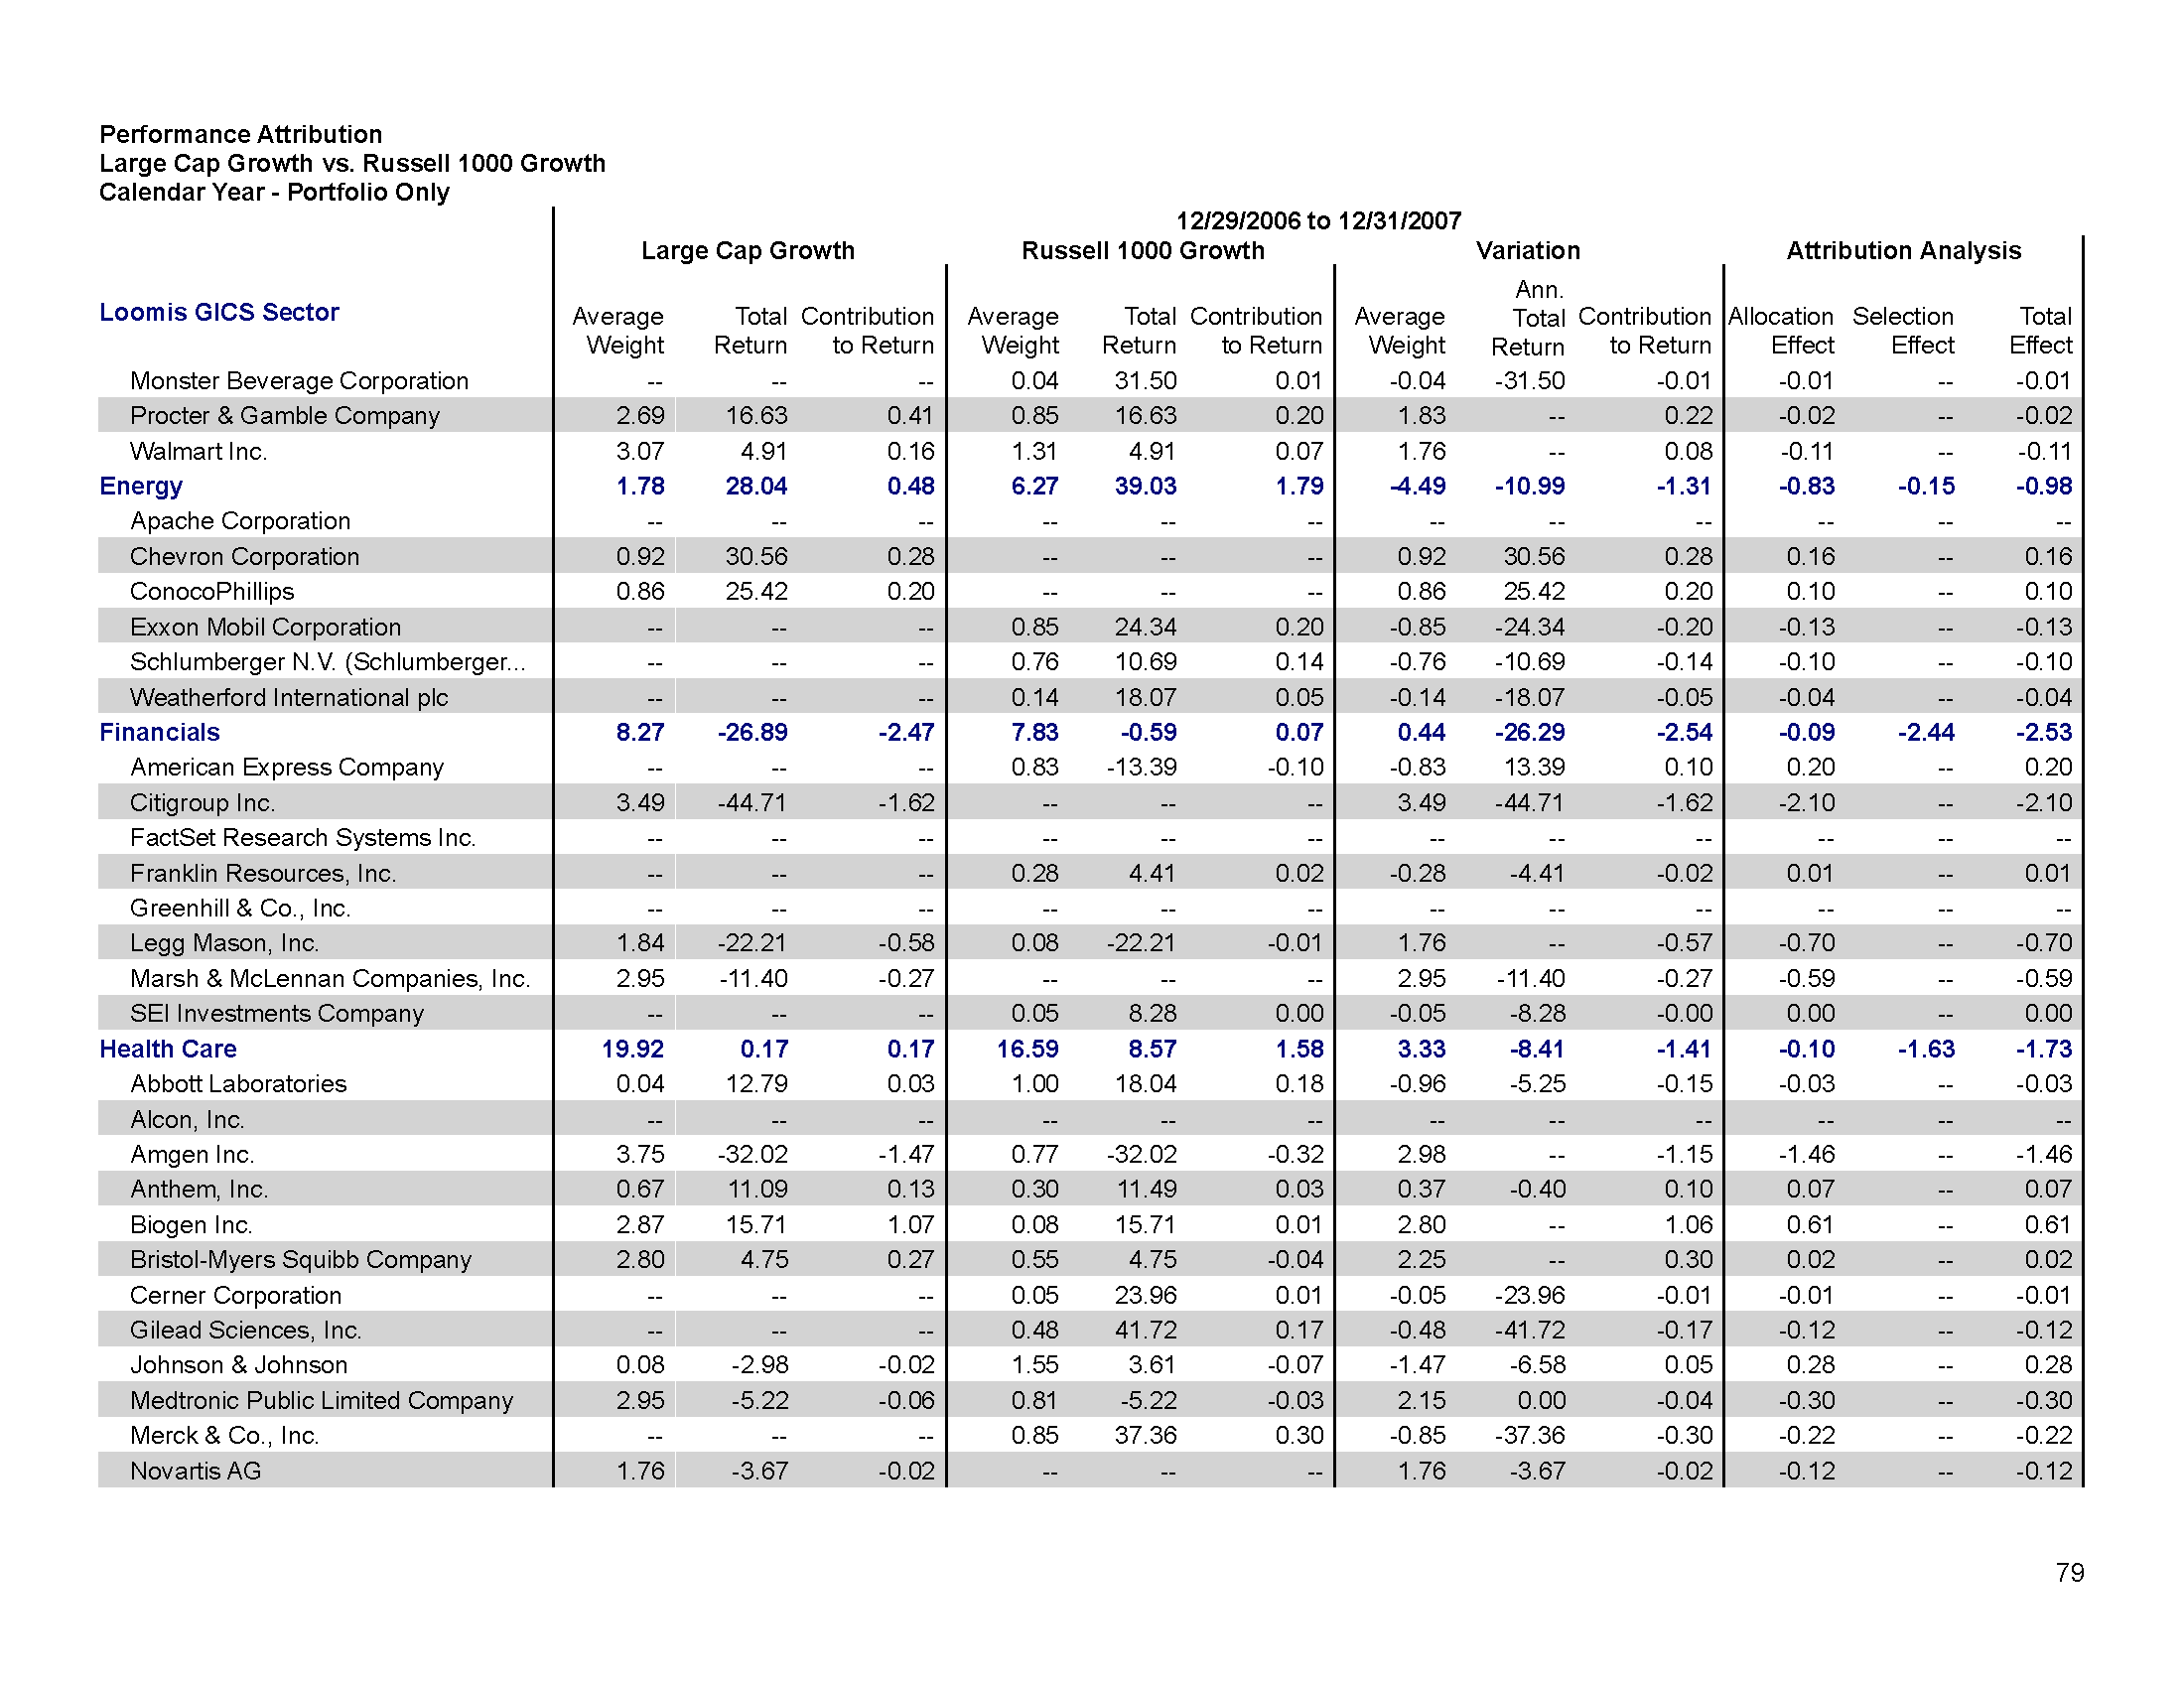 Performance Attribution
Large Cap Growth vs. Russell 1000 Growth
Calendar Year - Portfolio Only
12/29/2006 to 12/31/2007
Large Cap Growth Russell 1000 Growth Variation Attribution Analysis
Loomis GICS Sector Average Weight Total Return Contribution to Return Average Weight Total Return Contribution to Return Average Weight Ann. Total Return Contribution to Return Allocation Effect Selection Effect Total Effect
Monster Beverage Corporation -- -- -- 0.04 31.50 0.01 -0.04 -31.50 -0.01 -0.01 -- -0.01
Procter & Gamble Company 2.69 16.63 0.41 0.85 16.63 0.20 1.83 -- 0.22 -0.02 -- -0.02
Walmart Inc. 3.07 4.91 0.16 1.31 4.91 0.07 1.76 -- 0.08 -0.11 -- -0.11
Energy 1.78 28.04 0.48 6.27 39.03 1.79 -4.49 -10.99 -1.31 -0.83 -0.15 -0.98
Apache Corporation -- -- -- -- -- -- -- -- -- -- -- --
Chevron Corporation 0.92 30.56 0.28 -- -- -- 0.92 30.56 0.28 0.16 -- 0.16
ConocoPhillips 0.86 25.42 0.20 -- -- -- 0.86 25.42 0.20 0.10 -- 0.10
Exxon Mobil Corporation -- -- -- 0.85 24.34 0.20 -0.85 -24.34 -0.20 -0.13 -- -0.13
Schlumberger N.V. (Schlumberger... -- -- -- 0.76 10.69 0.14 -0.76 -10.69 -0.14 -0.10 -- -0.10
Weatherford International plc -- -- -- 0.14 18.07 0.05 -0.14 -18.07 -0.05 -0.04 -- -0.04
Financials 8.27 -26.89 -2.47 7.83 -0.59 0.07 0.44 -26.29 -2.54 -0.09 -2.44 -2.53
American Express Company -- -- -- 0.83 -13.39 -0.10 -0.83 13.39 0.10 0.20 -- 0.20
Citigroup Inc. 3.49 -44.71 -1.62 -- -- -- 3.49 -44.71 -1.62 -2.10 -- -2.10
FactSet Research Systems Inc. -- -- -- -- -- -- -- -- -- -- -- --
Franklin Resources, Inc. -- -- -- 0.28 4.41 0.02 -0.28 -4.41 -0.02 0.01 -- 0.01
Greenhill & Co., Inc. -- -- -- -- -- -- -- -- -- -- -- --
Legg Mason, Inc. 1.84 -22.21 -0.58 0.08 -22.21 -0.01 1.76 -- -0.57 -0.70 -- -0.70
Marsh & McLennan Companies, Inc. 2.95 -11.40 -0.27 -- -- -- 2.95 -11.40 -0.27 -0.59 -- -0.59
SEI Investments Company -- -- -- 0.05 8.28 0.00 -0.05 -8.28 -0.00 0.00 -- 0.00
Health Care 19.92 0.17 0.17 16.59 8.57 1.58 3.33 -8.41 -1.41 -0.10 -1.63 -1.73
Abbott Laboratories 0.04 12.79 0.03 1.00 18.04 0.18 -0.96 -5.25 -0.15 -0.03 -- -0.03
Alcon, Inc. -- -- -- -- -- -- -- -- -- -- -- --
Amgen Inc. 3.75 -32.02 -1.47 0.77 -32.02 -0.32 2.98 -- -1.15 -1.46 -- -1.46
Anthem, Inc. 0.67 11.09 0.13 0.30 11.49 0.03 0.37 -0.40 0.10 0.07 -- 0.07
Biogen Inc. 2.87 15.71 1.07 0.08 15.71 0.01 2.80 -- 1.06 0.61 -- 0.61
Bristol-Myers Squibb Company 2.80 4.75 0.27 0.55 4.75 -0.04 2.25 -- 0.30 0.02 -- 0.02
Cerner Corporation -- -- -- 0.05 23.96 0.01 -0.05 -23.96 -0.01 -0.01 -- -0.01
Gilead Sciences, Inc. -- -- -- 0.48 41.72 0.17 -0.48 -41.72 -0.17 -0.12 -- -0.12
Johnson & Johnson 0.08 -2.98 -0.02 1.55 3.61 -0.07 -1.47 -6.58 0.05 0.28 -- 0.28
Medtronic Public Limited Company 2.95 -5.22 -0.06 0.81 -5.22 -0.03 2.15 0.00 -0.04 -0.30 -- -0.30
Merck & Co., Inc. -- -- -- 0.85 37.36 0.30 -0.85 -37.36 -0.30 -0.22 -- -0.22
Novartis AG 1.76 -3.67 -0.02 -- -- -- 1.76 -3.67 -0.02 -0.12 -- -0.12
79